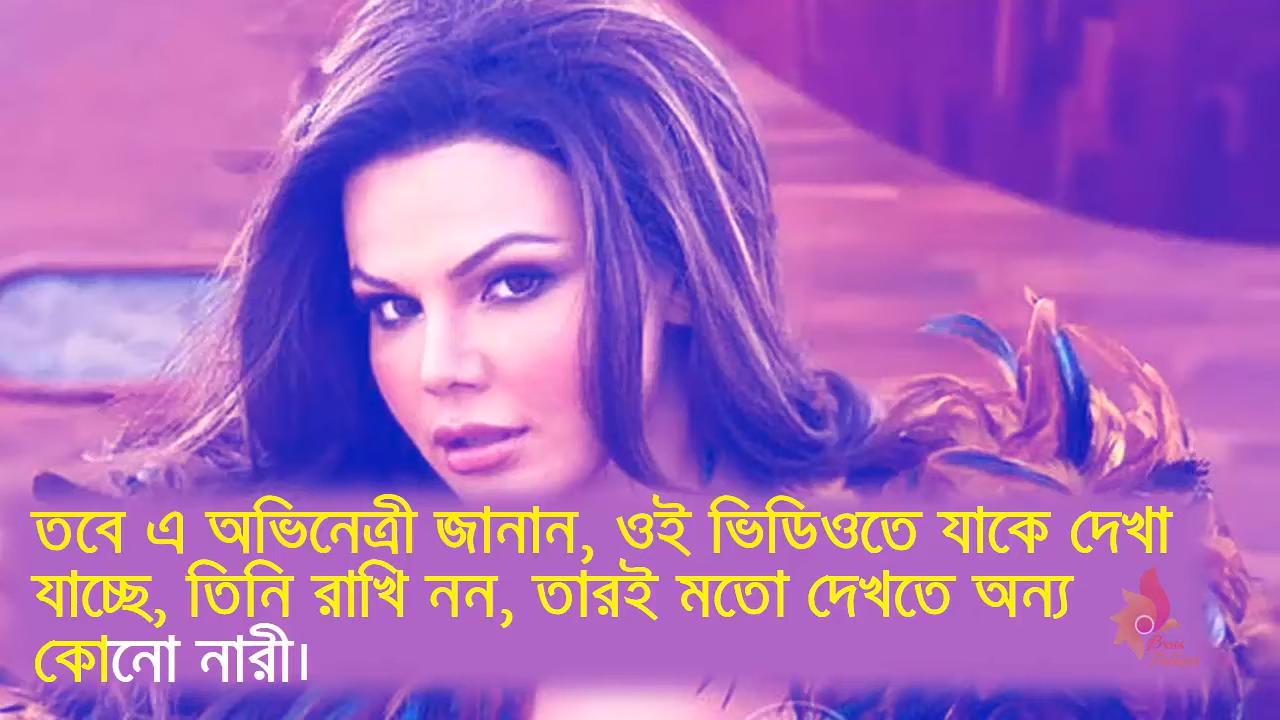 তবে এ অভিনেত্রী জানান, ওই ভিডিওতে যাকে দেখা
যাচ্ছে, তিনি রাখি নন, তারই মতো দেখতে অন্য
কোনো নারী।